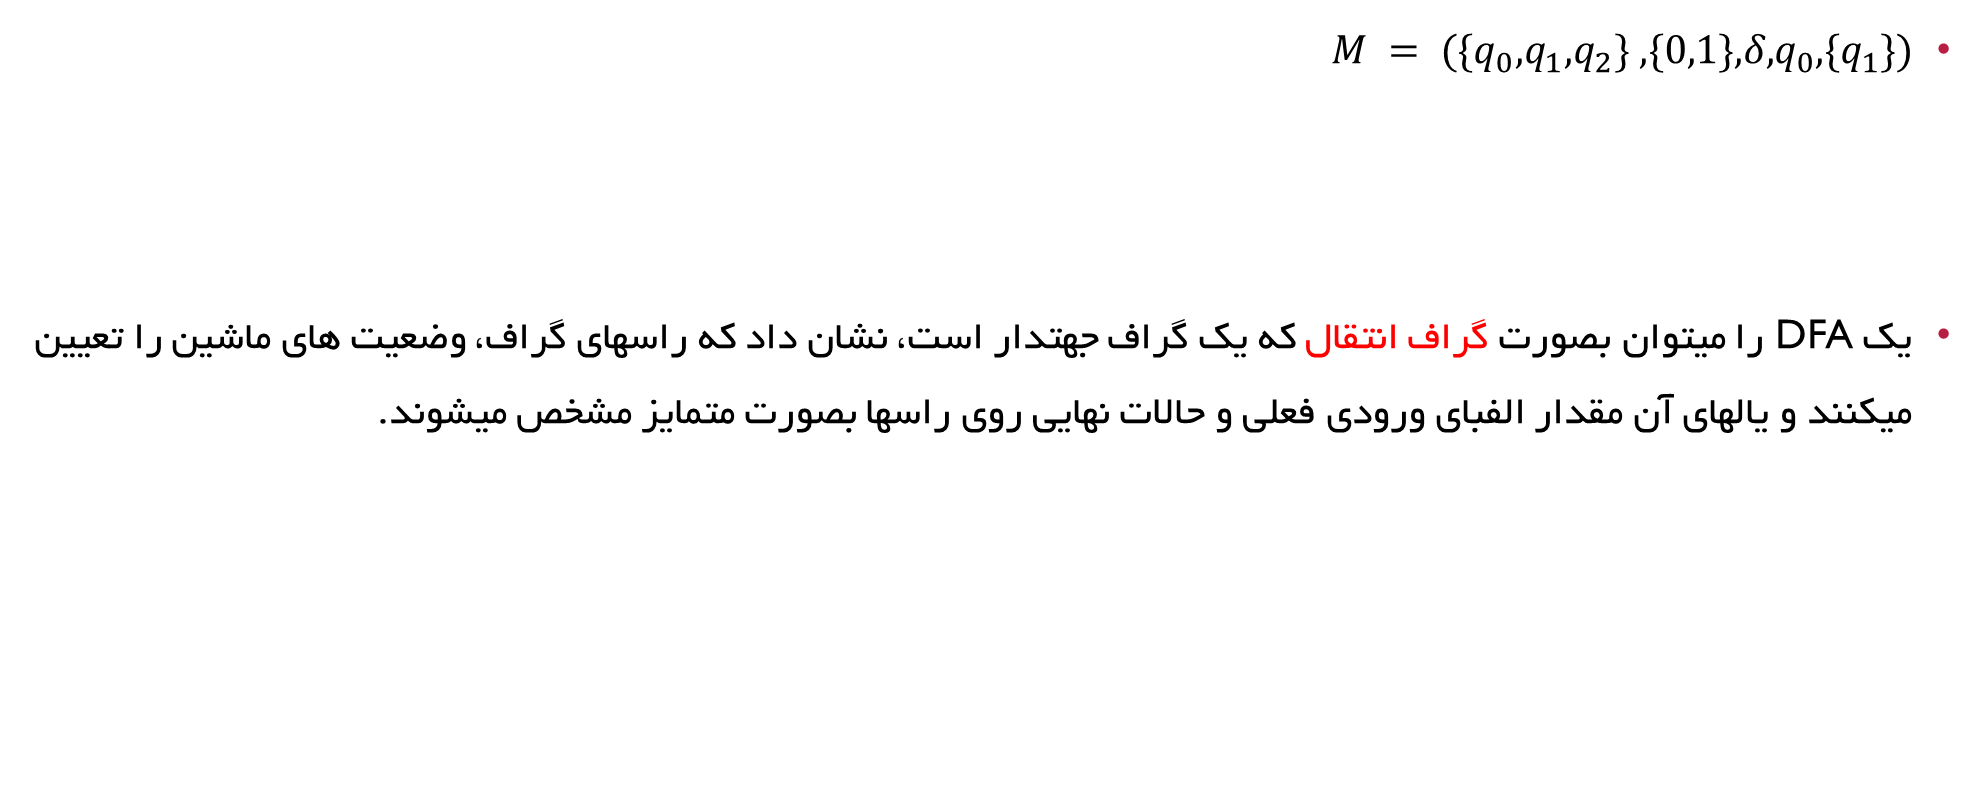 • M = ({q₀,q₁,q₂} ,{0,1},δ,q₀,{q₁})
• یک DFA را میتوان بصورت گراف انتقال که یک گراف جهتدار است، نشان داد که راسهای گراف، وضعیت های ماشین را تعیین
میکنند و یالهای آن مقدار الفبای ورودی فعلی و حالات نهایی روی راسها بصورت متمایز مشخص میشوند.